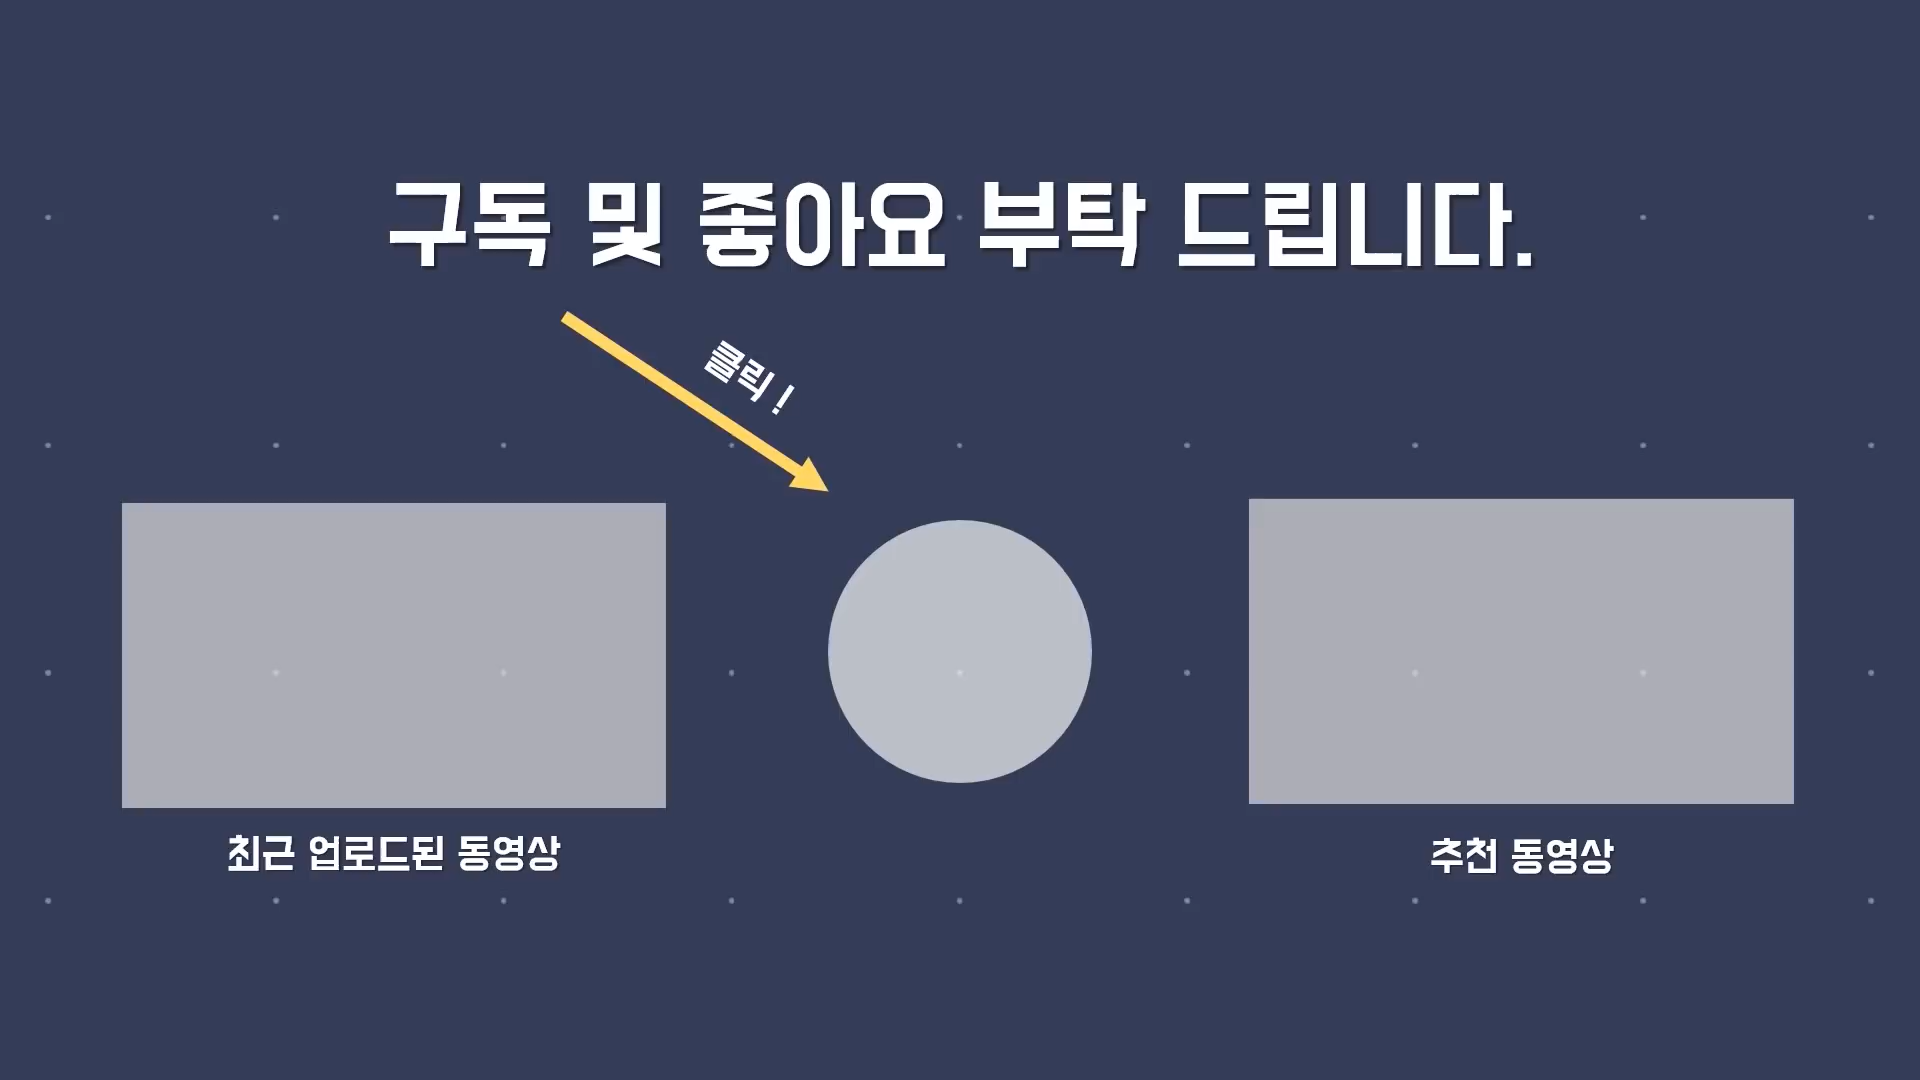 구독 및 좋아요 부탁 드립니다.
클릭 !
최근 업로드된 동영상
추천 동영상